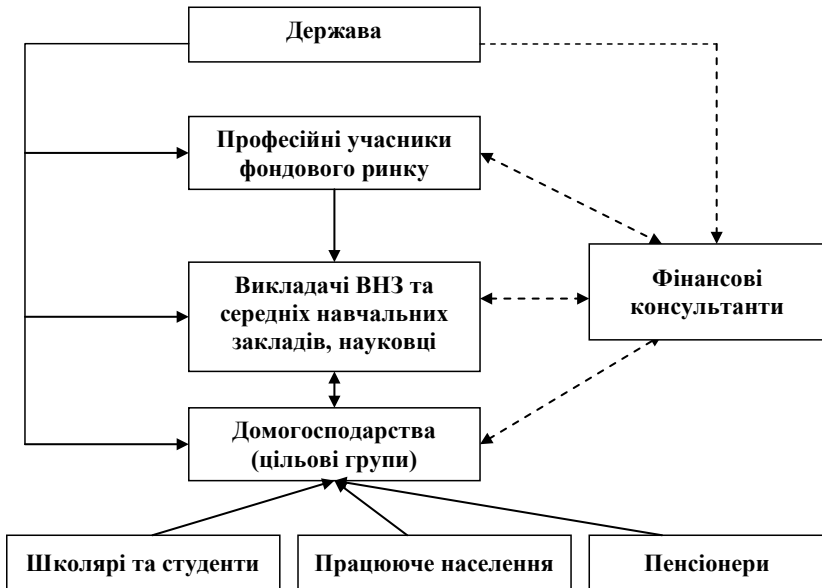 Держава
Професійні учасники
фондового ринку
Викладачі ВНЗ та
середніх навчальних
закладів, науковці
Фінансові
консультанти
Домогосподарства
(цільові групи)
Школярі та студенти
Працююче населення
Пенсіонери